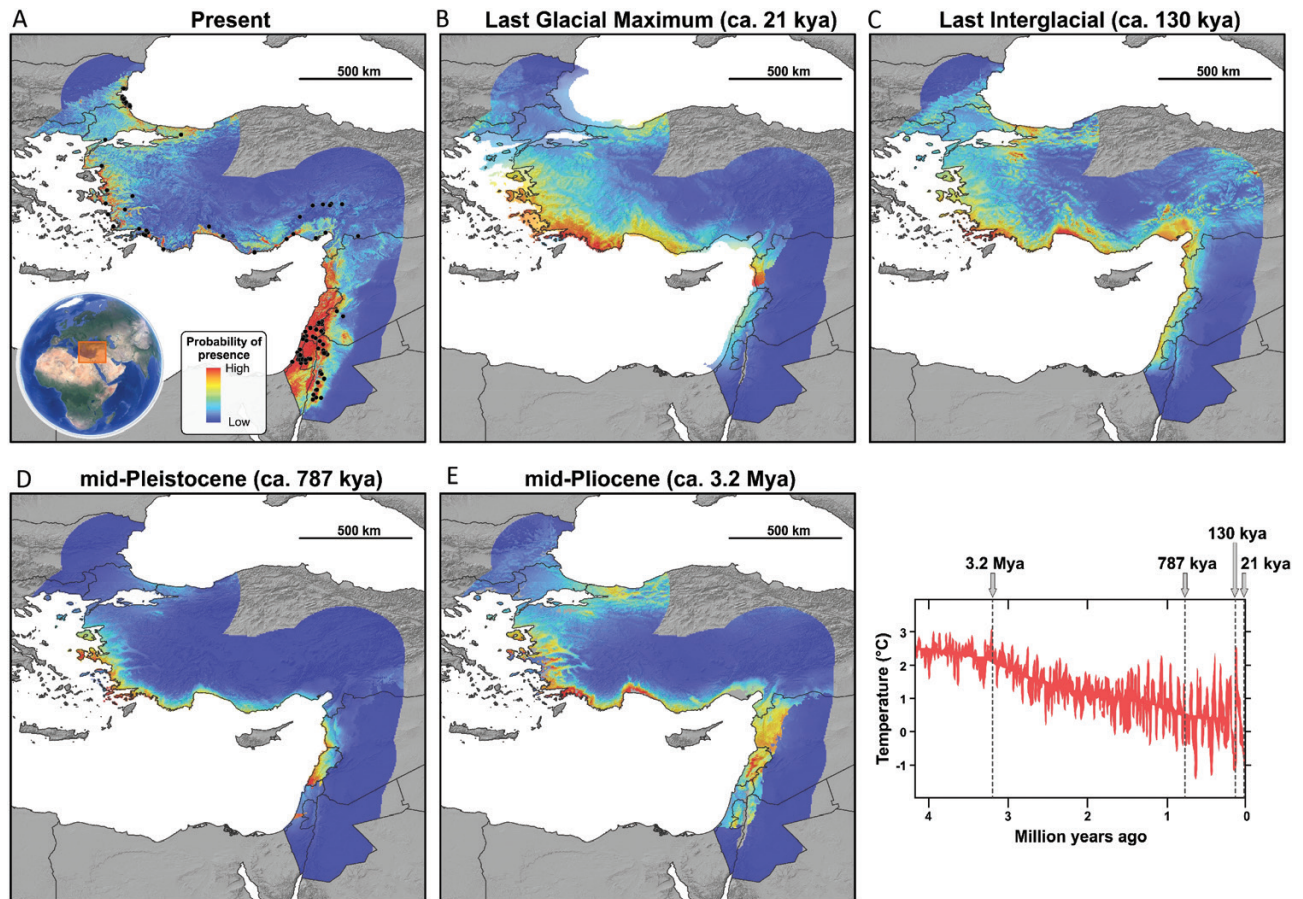 A
Present
500 km
Probability of
presence
High
Low
B
Last Glacial Maximum (ca. 21 kya)
500 km
C
Last Interglacial (ca. 130 kya)
500 km
D
mid-Pleistocene (ca. 787 kya)
500 km
E
mid-Pliocene (ca. 3.2 Mya)
500 km
130 kya
3.2 Mya
787 kya
21 kya
Temperature (°C)
3
2
1
0
-1
4
3
2
1
0
Million years ago